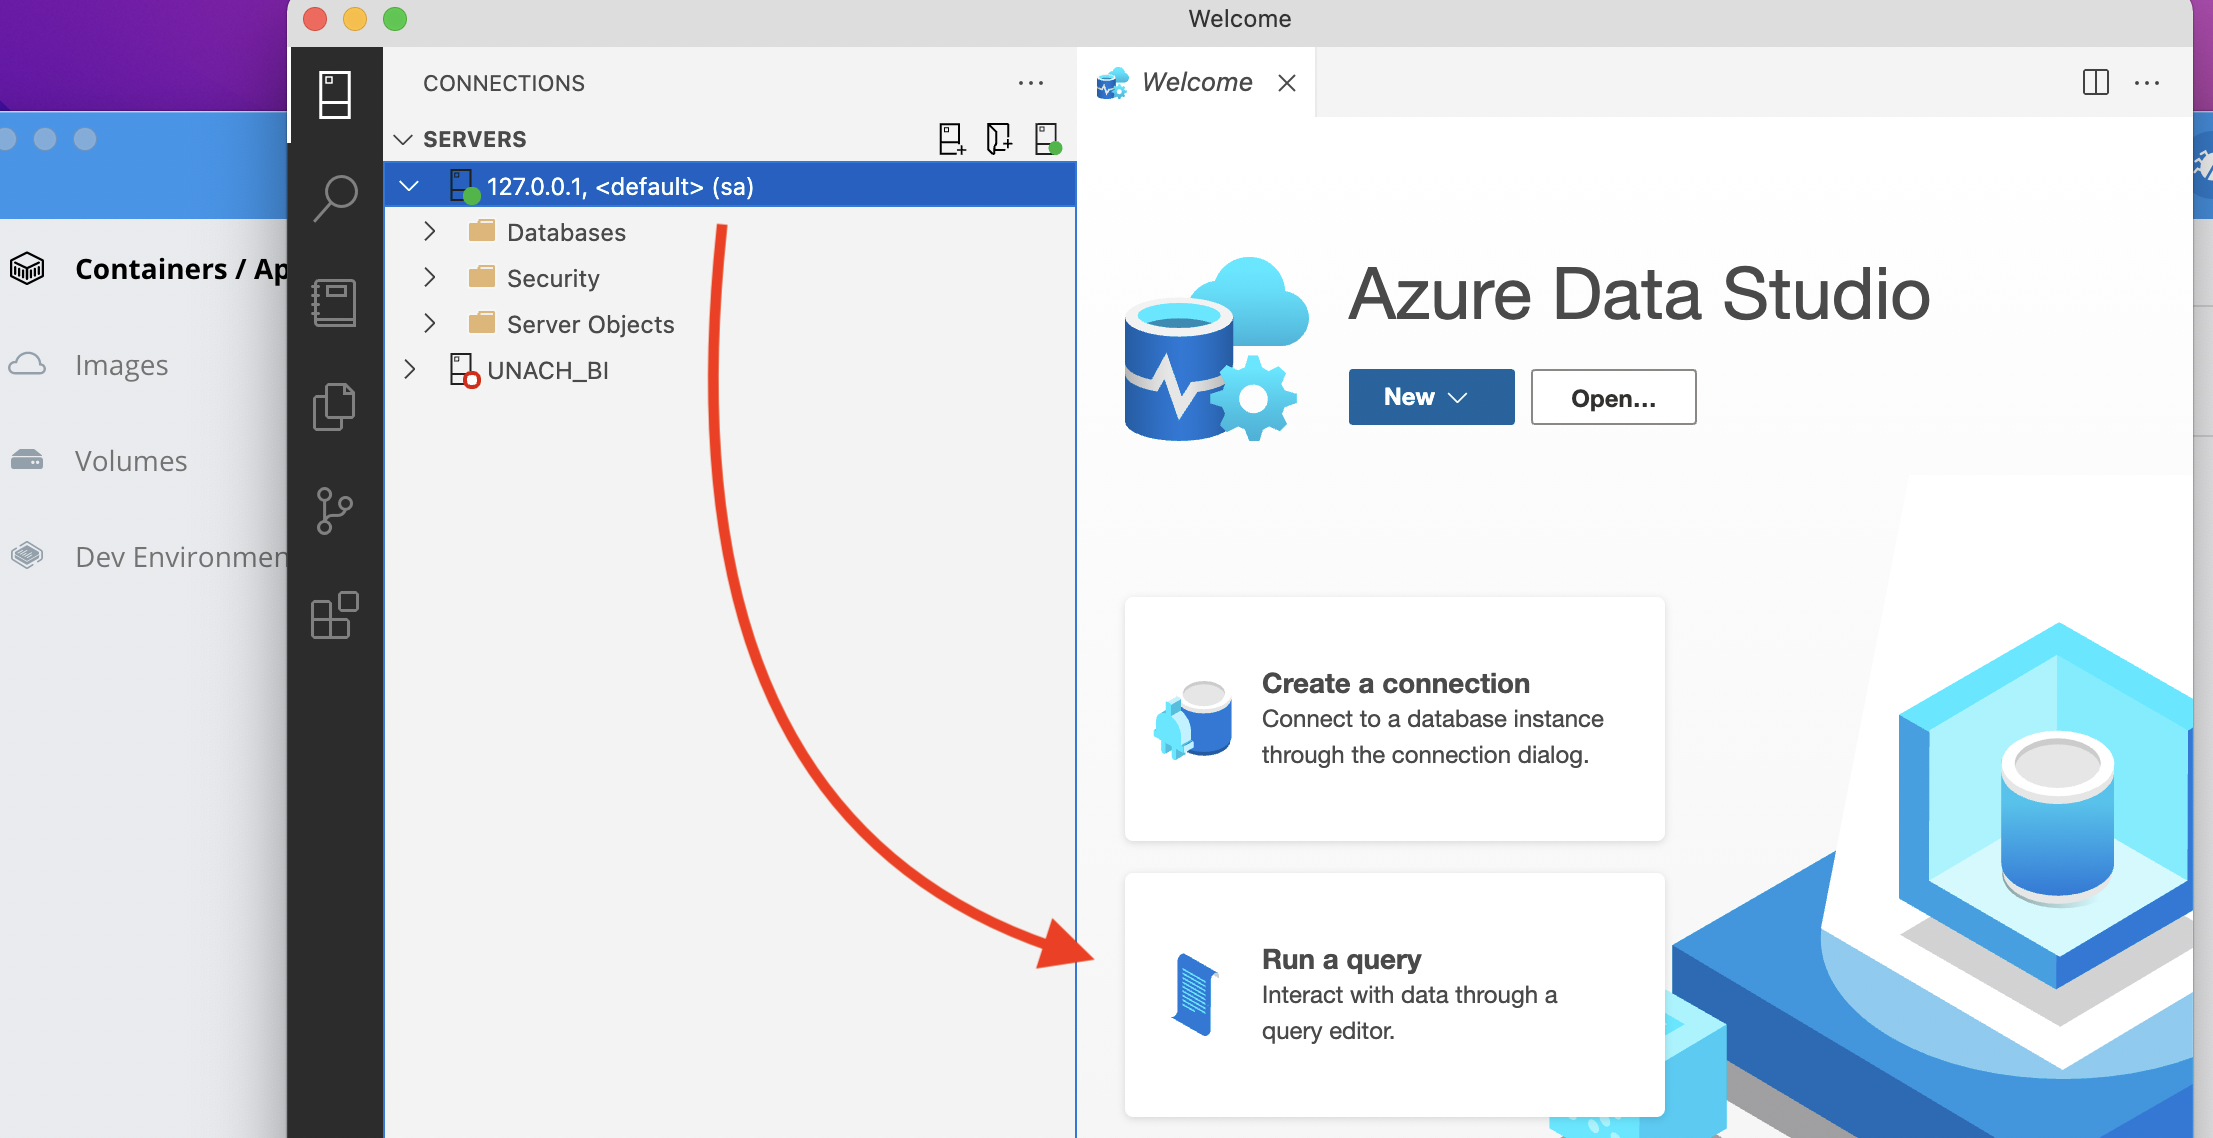 Welcome
CONNECTIONS
Welcome
SERVERS
127.0.0.1, <default> (sa)
Databases
Security
Server Objects
UNACH_BI
Containers / Ap
Images
Volumes
Dev Environmen
Azure Data Studio
New
Open...
Create a connection
Connect to a database instance
through the connection dialog.
Run a query
Interact with data through a
query editor.